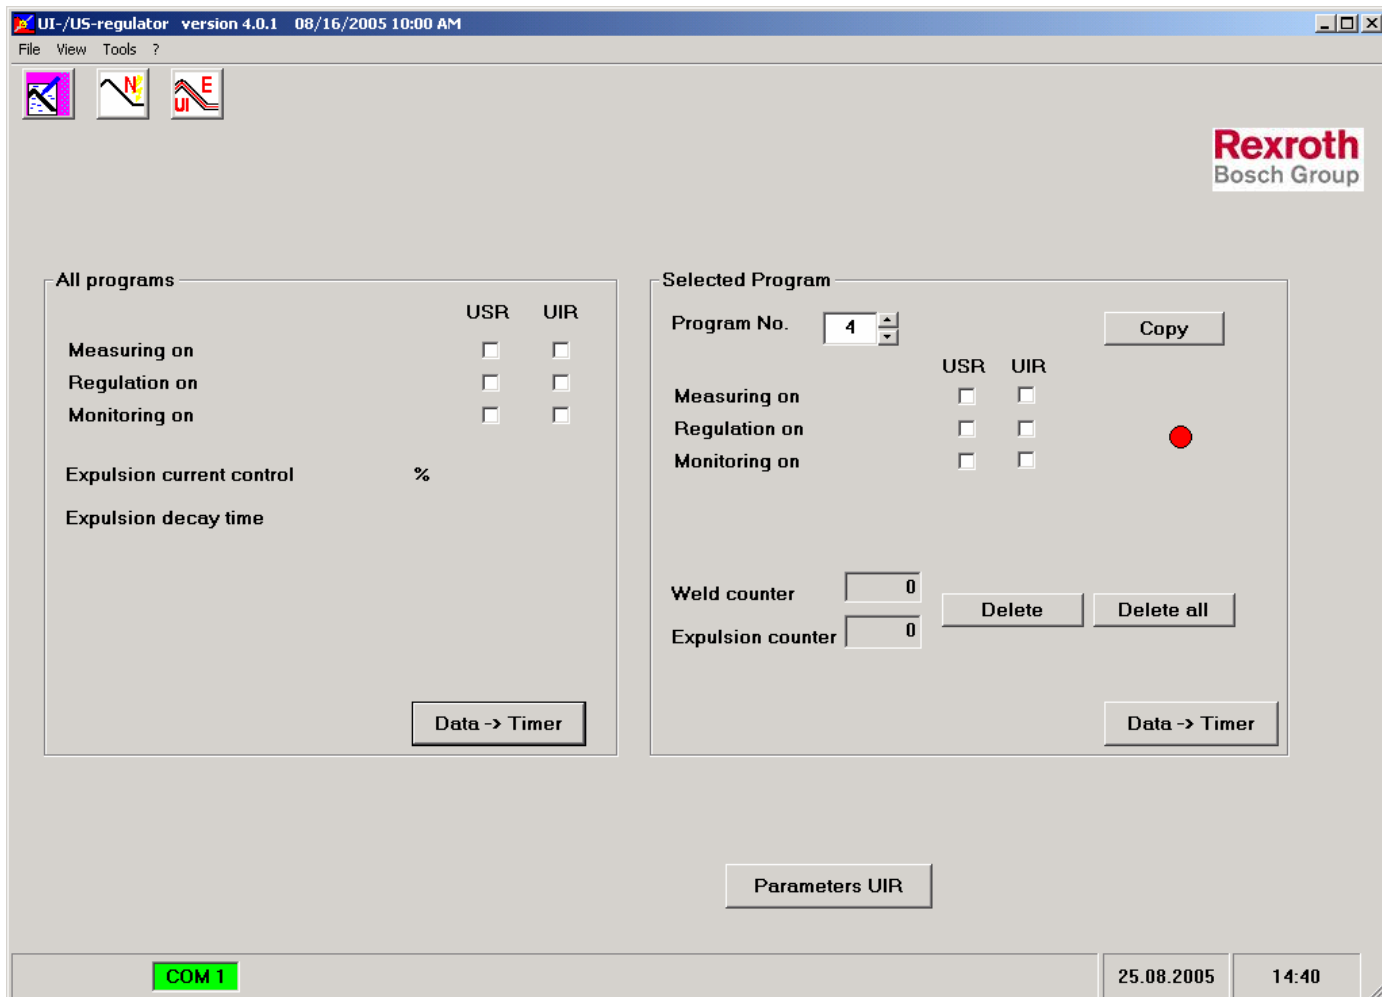 UI-/US-regulator version 4.0.1 08/16/2005 10:00 AM
File View Tools ?
N
E
UI
Rexroth
Bosch Group
All programs
USR UIR
Measuring on
Regulation on
Monitoring on
Expulsion current control %
Expulsion decay time
Data -> Timer
Selected Program
Program No. 4 Copy
USR UIR
Measuring on
Regulation on
Monitoring on
Weld counter 0
Expulsion counter 0
Delete Delete all
Data -> Timer
Parameters UIR
COM 1 25.08.2005 14:40